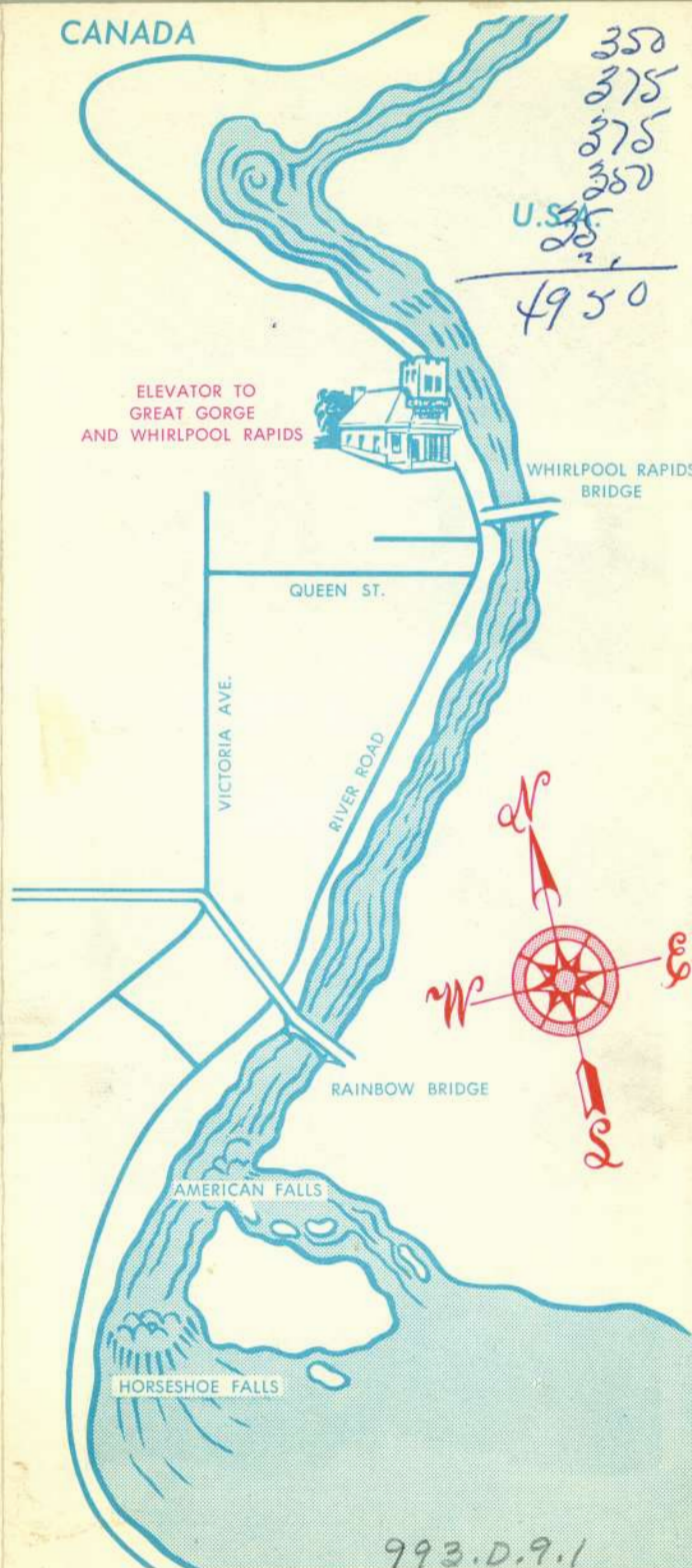 CANADA
350
375
375
350
U.S.A.
4950
ELEVATOR TO
GREAT GORGE
AND WHIRLPOOL RAPIDS
WHIRLPOOL RAPIDS
BRIDGE
QUEEN ST.
VICTORIA AVE.
RIVER ROAD
N
W
E
S
RAINBOW BRIDGE
AMERICAN FALLS
HORSESHOE FALLS
993.D.9.1